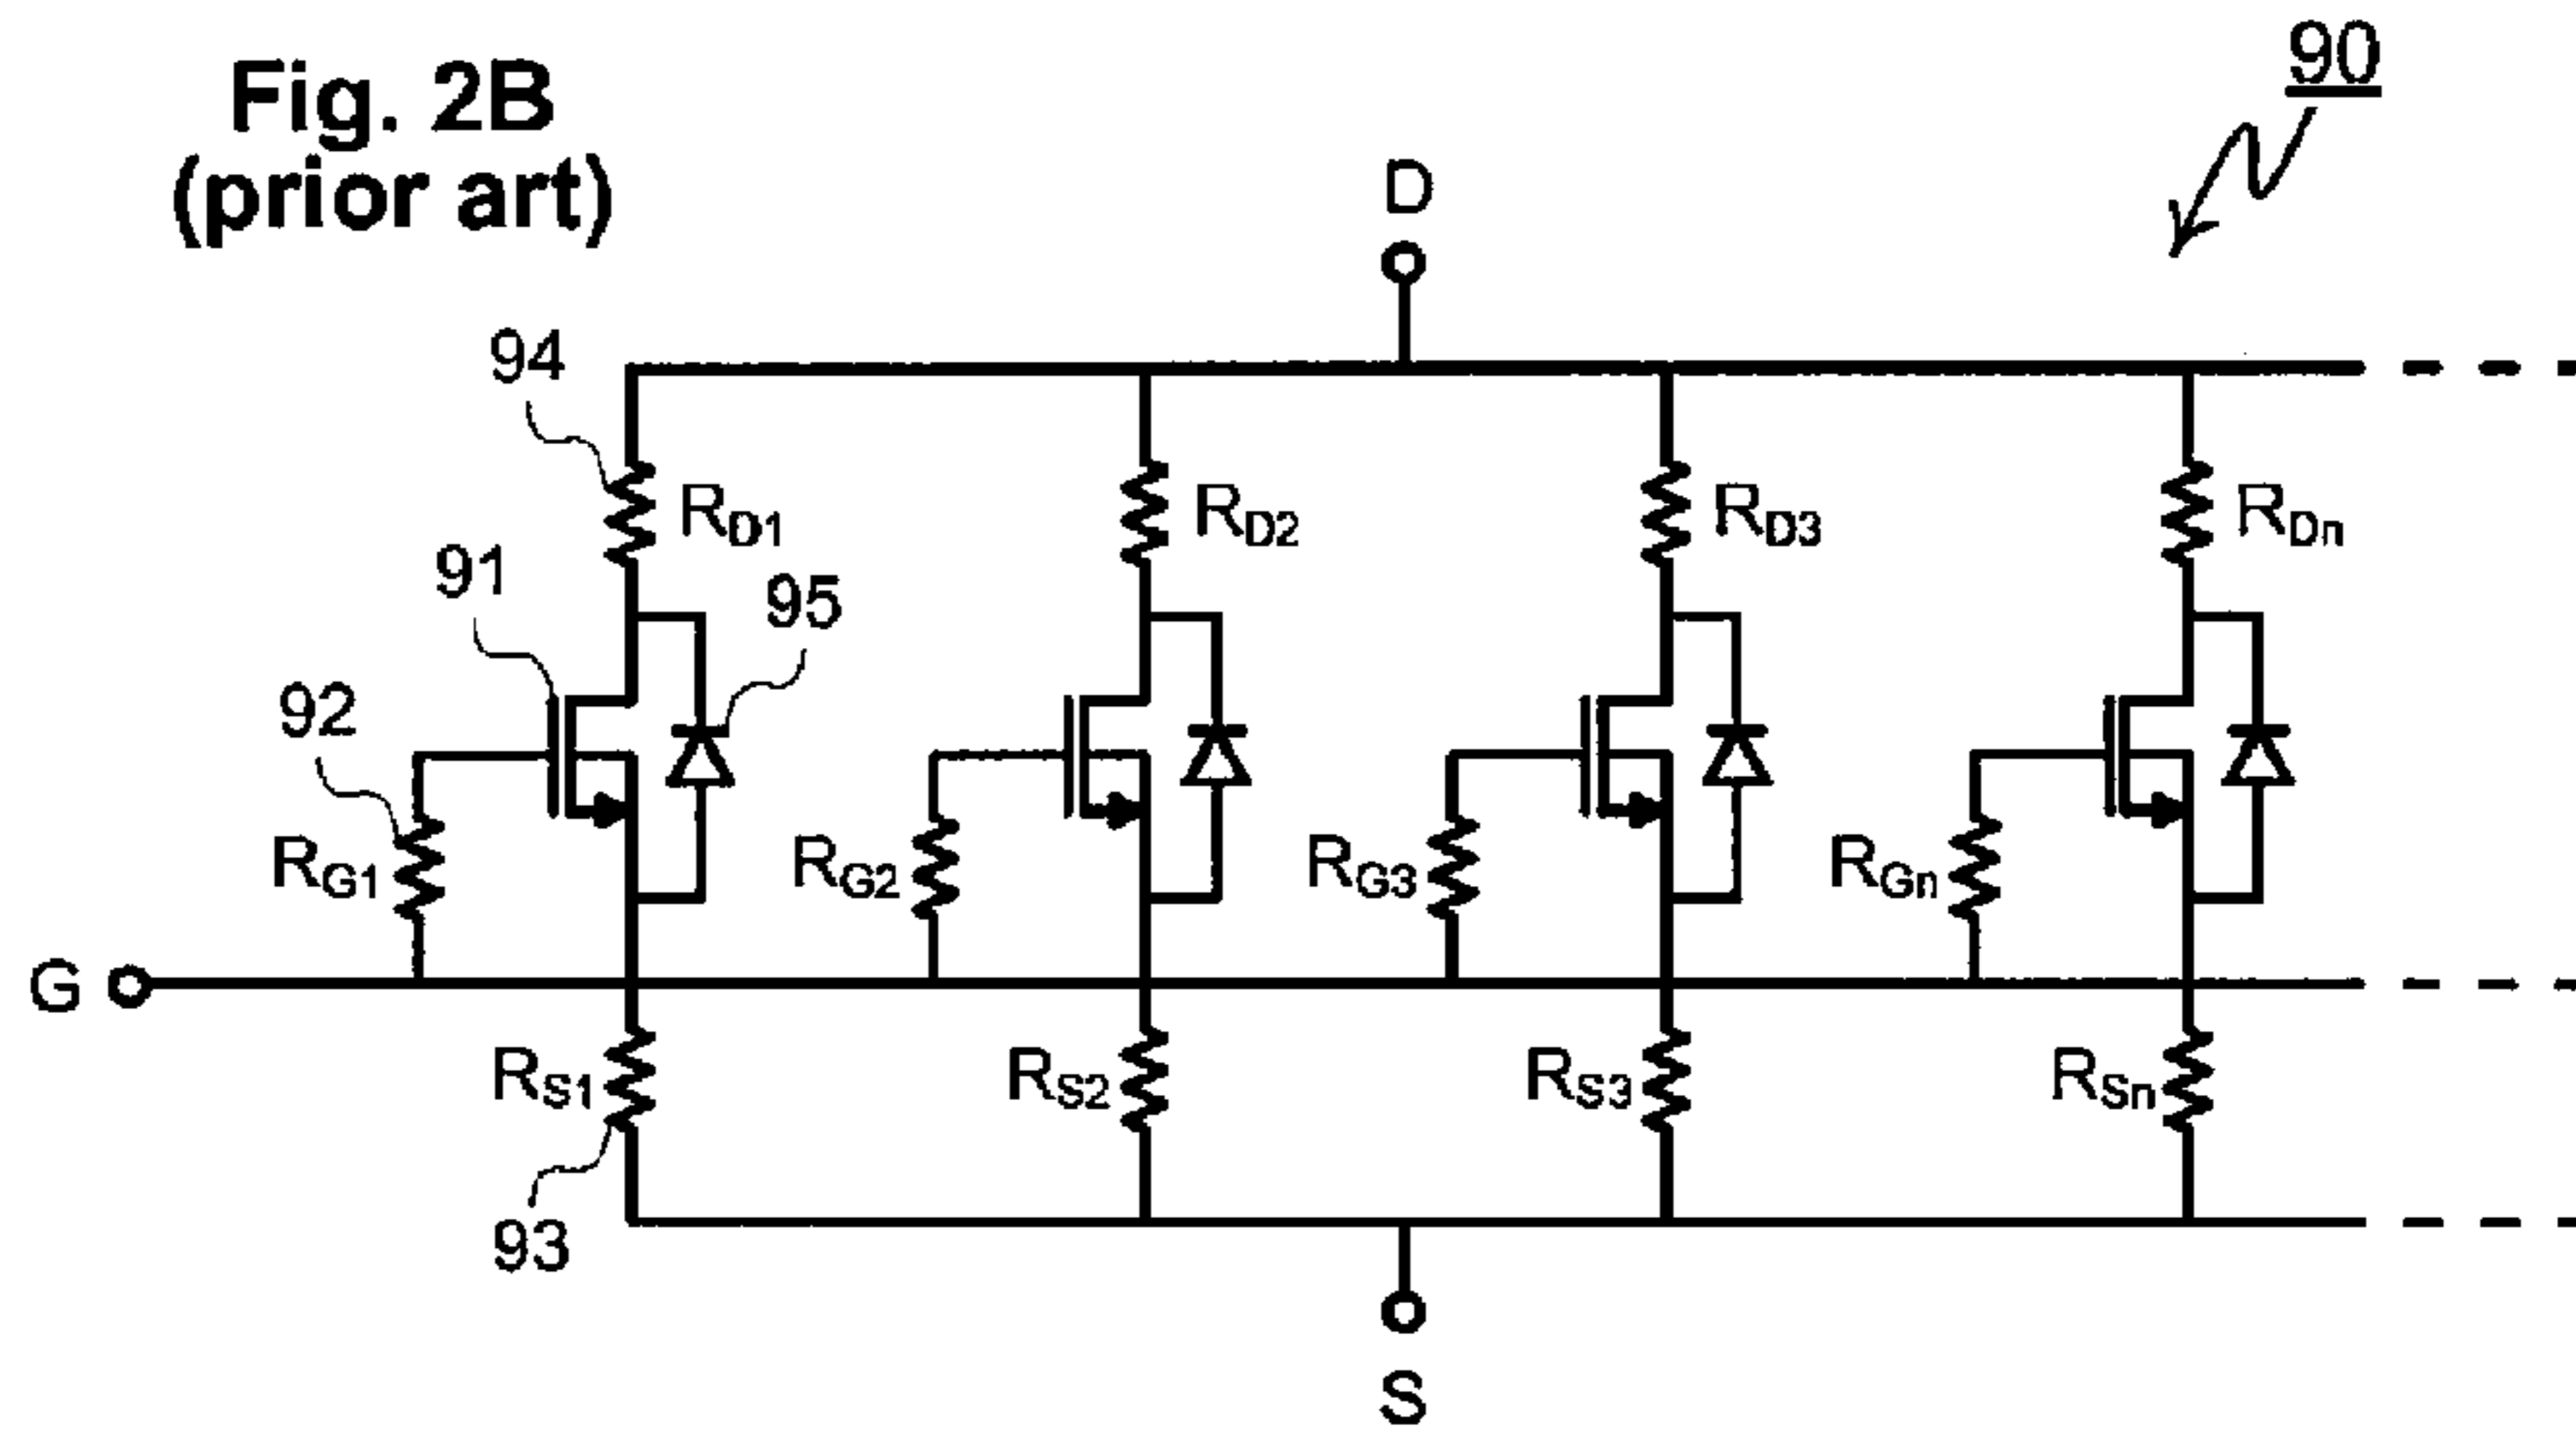 Fig. 2B
(prior art)
90
D
94
RD1
RD2
RD3
RDn
91
95
92
RG1
RG2
RG3
RGn
G
RS1
RS2
RS3
RSn
93
S